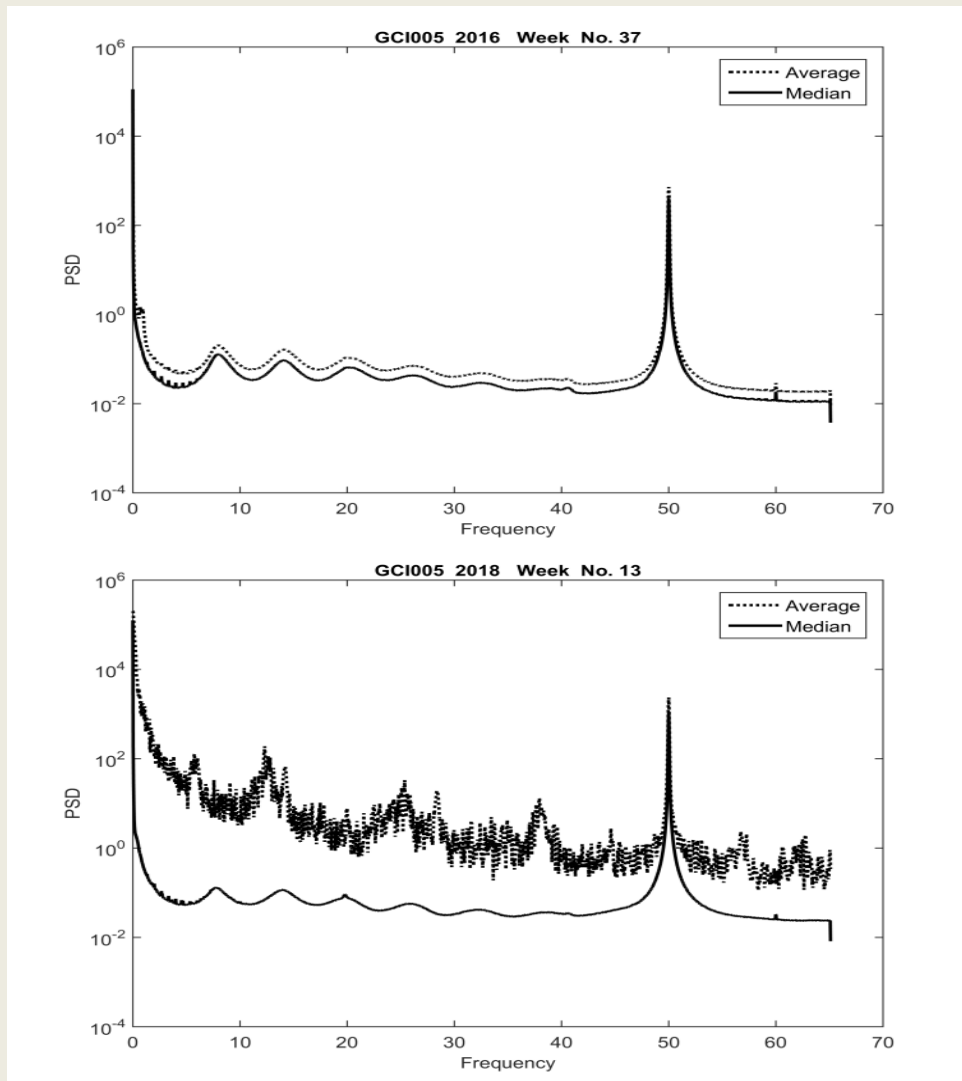 GCI005 2016 Week No. 37
10^6
Average
Median
10^4
10^2
PSD
10^0
10^-2
10^-4
0 10 20 30 40 50 60 70
Frequency
GCI005 2018 Week No. 13
10^6
Average
Median
10^4
10^2
PSD
10^0
10^-2
10^-4
0 10 20 30 40 50 60 70
Frequency